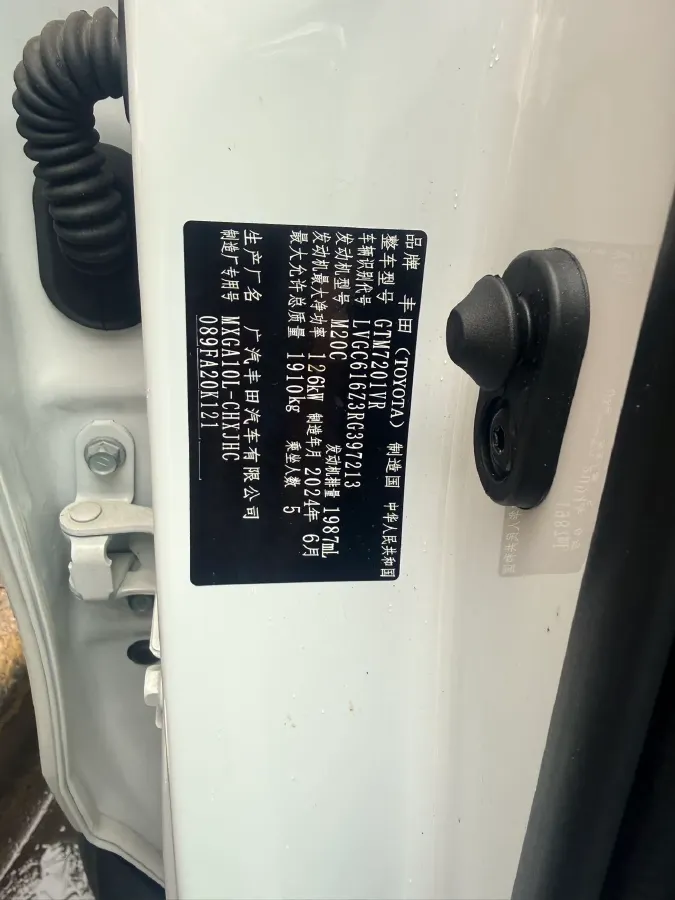 品牌 丰田(TOYOTA) 制造国 中华人民共和国
整车型号 GTM7201VR
车辆识别代号 LVGC616Z3RG397213
发动机型号 M20C 发动机排量 1987mL
发动机最大净功率 126kW 制造年月 2024年 6月
最大允许总质量 1910kg 乘坐人数 5
生产厂名 广汽丰田汽车有限公司
制造厂专用号 MXGA10L-CHXJHC
089FA20K121